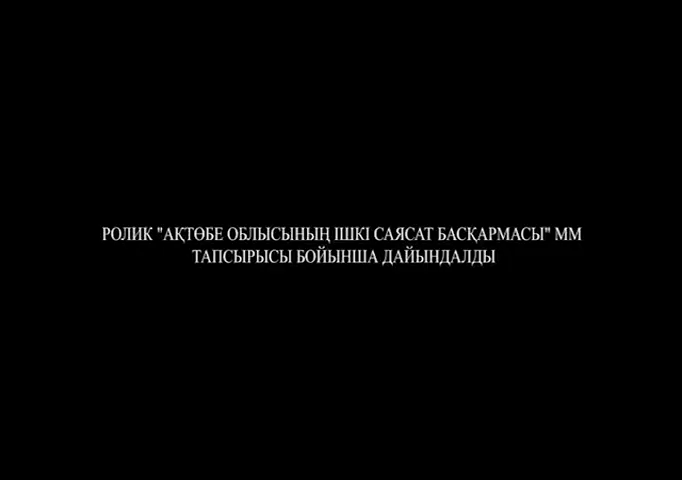 РОЛИК "АҚТӨБЕ ОБЛЫСЫНЫҢ ІШКІ САЯСАТ БАСҚАРМАСЫ" ММ
ТАПСЫРЫСЫ БОЙЫНША ДАЙЫНДАЛДЫ